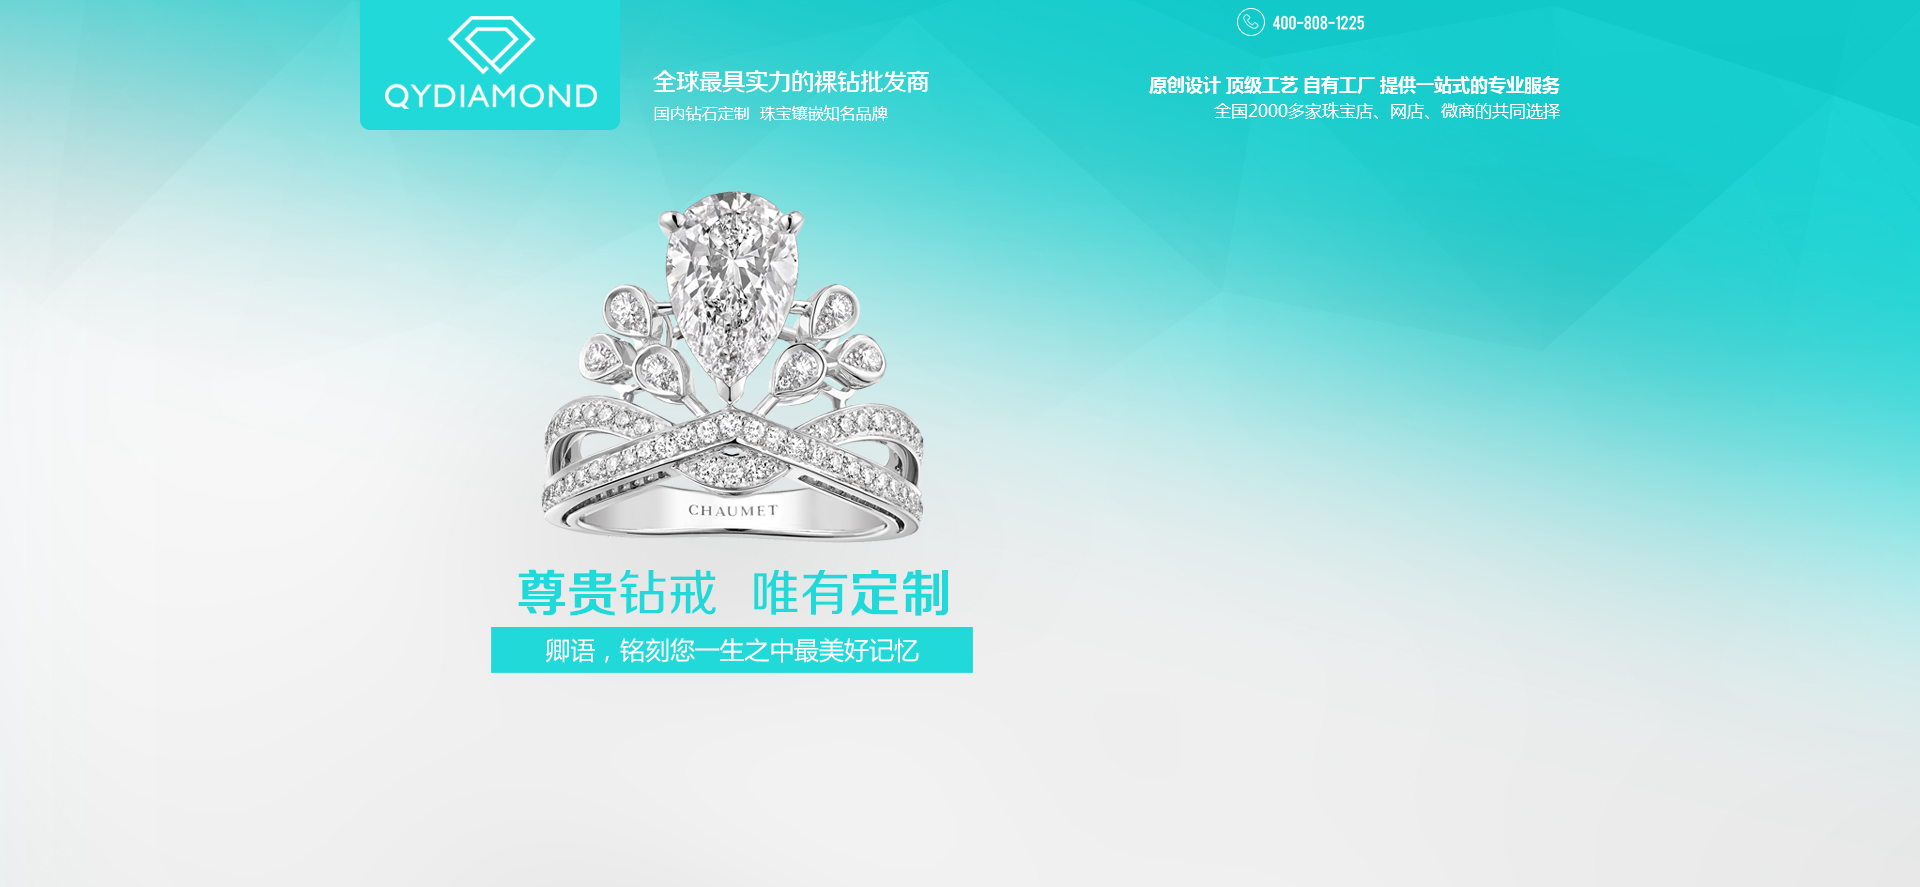 QYDIAMOND
400-808-1225
全球最具实力的裸钻批发商
国内钻石定制 珠宝镶嵌知名品牌
原创设计 顶级工艺 自有工厂 提供一站式的专业服务
全国2000多家珠宝店、网店、微商的共同选择
CHAUMET
尊贵钻戒 唯有定制
卿语，铭刻您一生之中最美好记忆